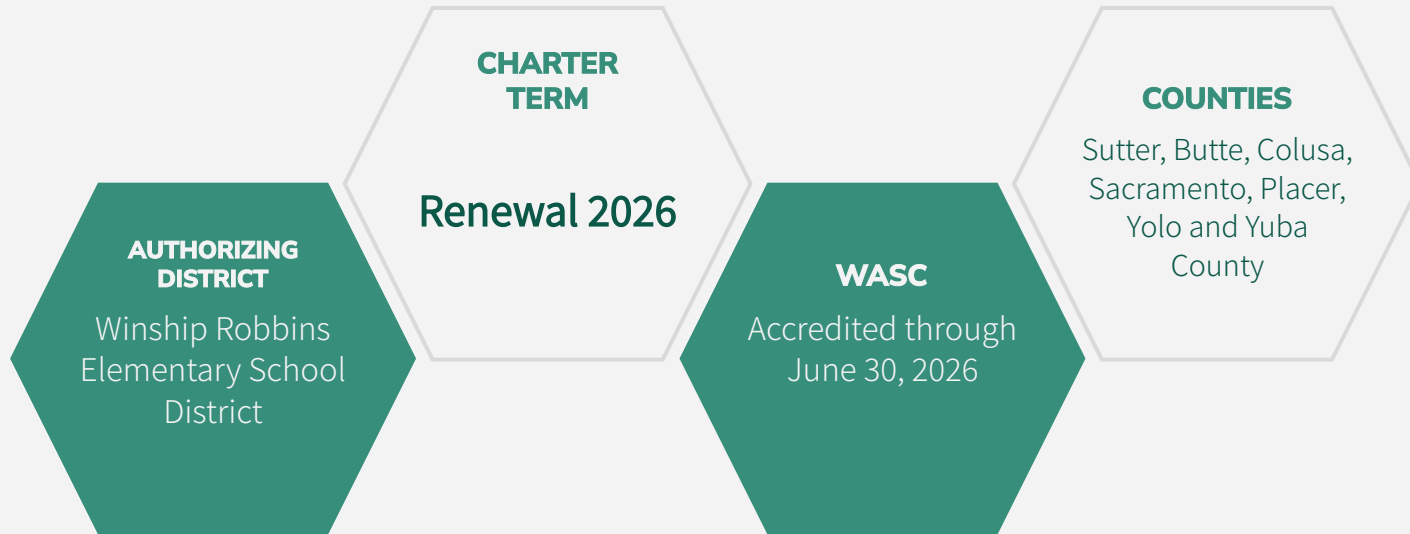 AUTHORIZING
DISTRICT
Winship Robbins
Elementary School
District
CHARTER
TERM
Renewal 2026
WASC
Accredited through
June 30, 2026
COUNTIES
Sutter, Butte, Colusa,
Sacramento, Placer,
Yolo and Yuba
County